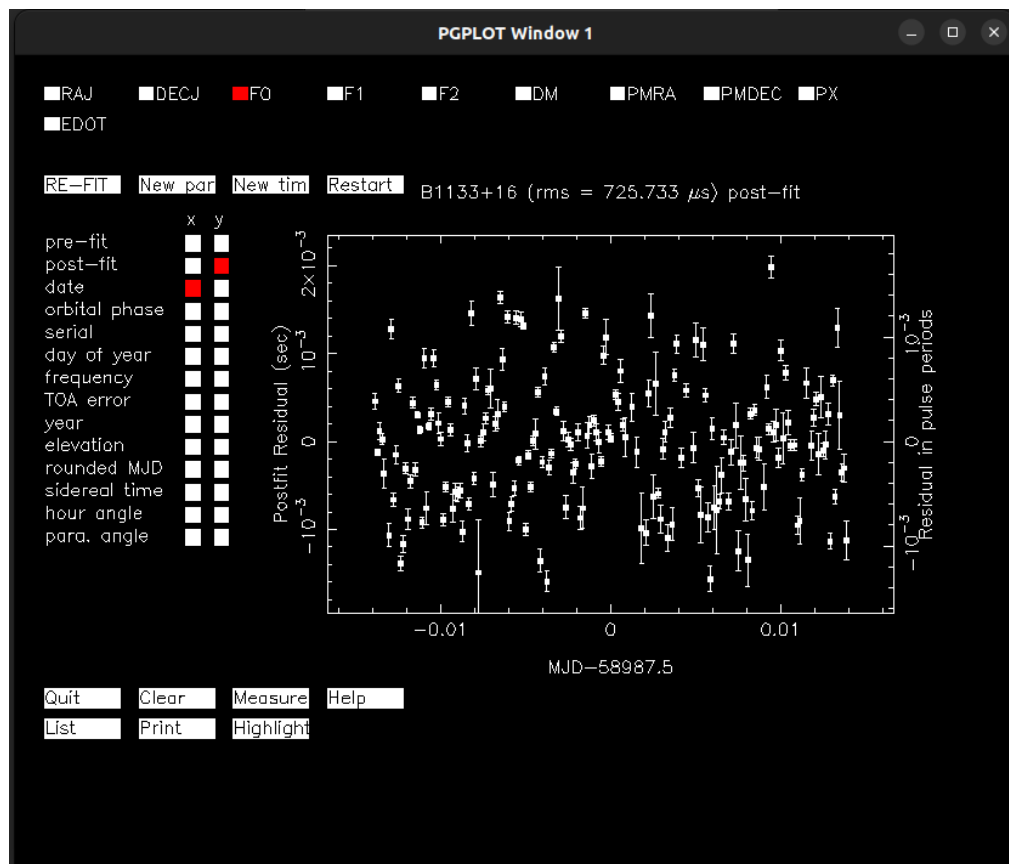 PGPLOT Window 1
RAJ DECJ F0 F1 F2 DM PMRA PMDEC PX
EDOT
RE-FIT New par New tim Restart
B1133+16 (rms = 725.733 μs) post-fit
x y
pre-fit
post-fit
date
orbital phase
serial
day of year
frequency
TOA error
year
elevation
rounded MJD
sidereal time
hour angle
para. angle
Postfit Residual (sec)
-10⁻³ 0 10⁻³ 2×10⁻³
Residual in pulse periods
-10⁻³ 0 10⁻³
-0.01 0 0.01
MJD-58987.5
Quit Clear Measure Help
List Print Highlight